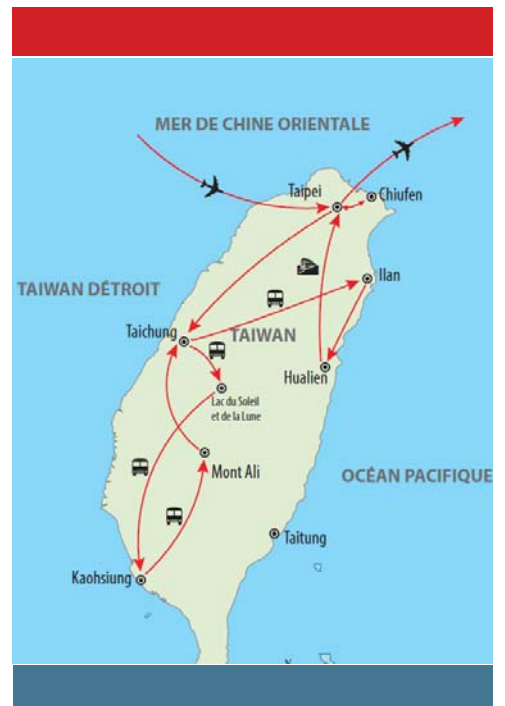 MER DE CHINE ORIENTALE
Taipei
Chiufen
Ilan
TAIWAN DÉTROIT
Taichung
TAIWAN
Hualien
Lac du Soleil
et de la Lune
Mont Ali
OCÉAN PACIFIQUE
Taitung
Kaohsiung